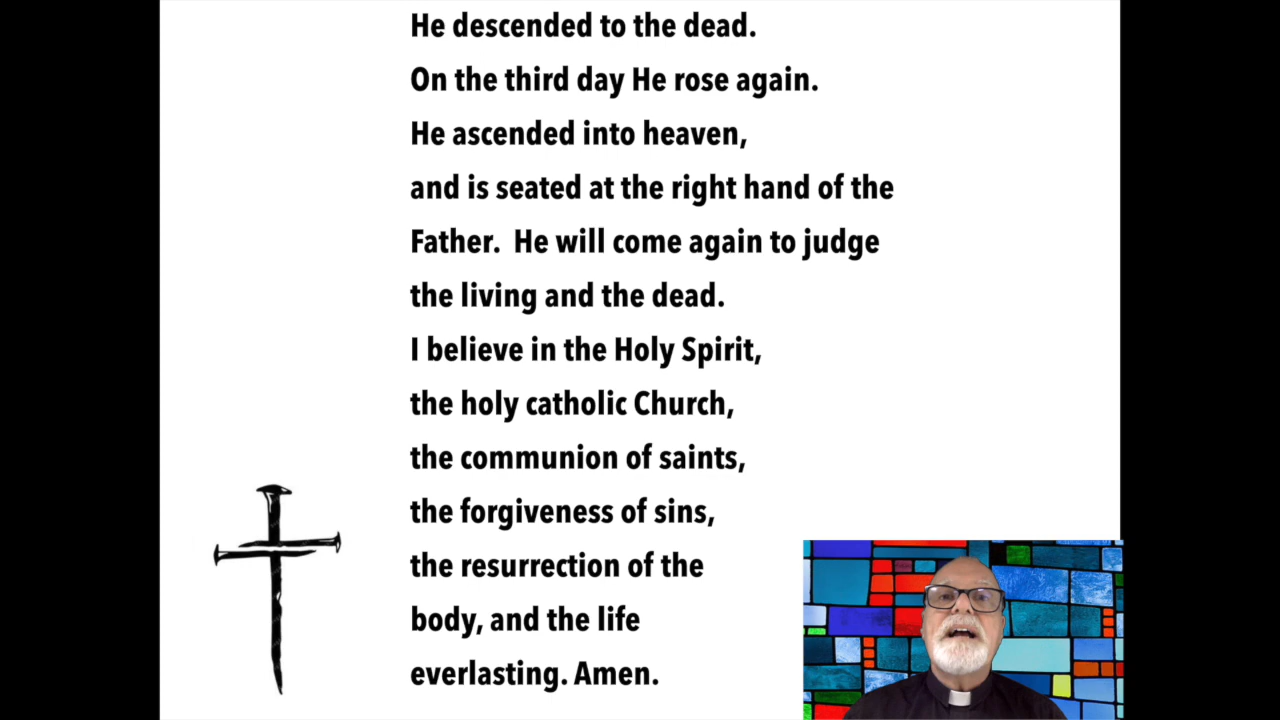 He descended to the dead.
On the third day He rose again.
He ascended into heaven,
and is seated at the right hand of the
Father.  He will come again to judge
the living and the dead.
I believe in the Holy Spirit,
the holy catholic Church,
the communion of saints,
the forgiveness of sins,
the resurrection of the
body, and the life
everlasting. Amen.